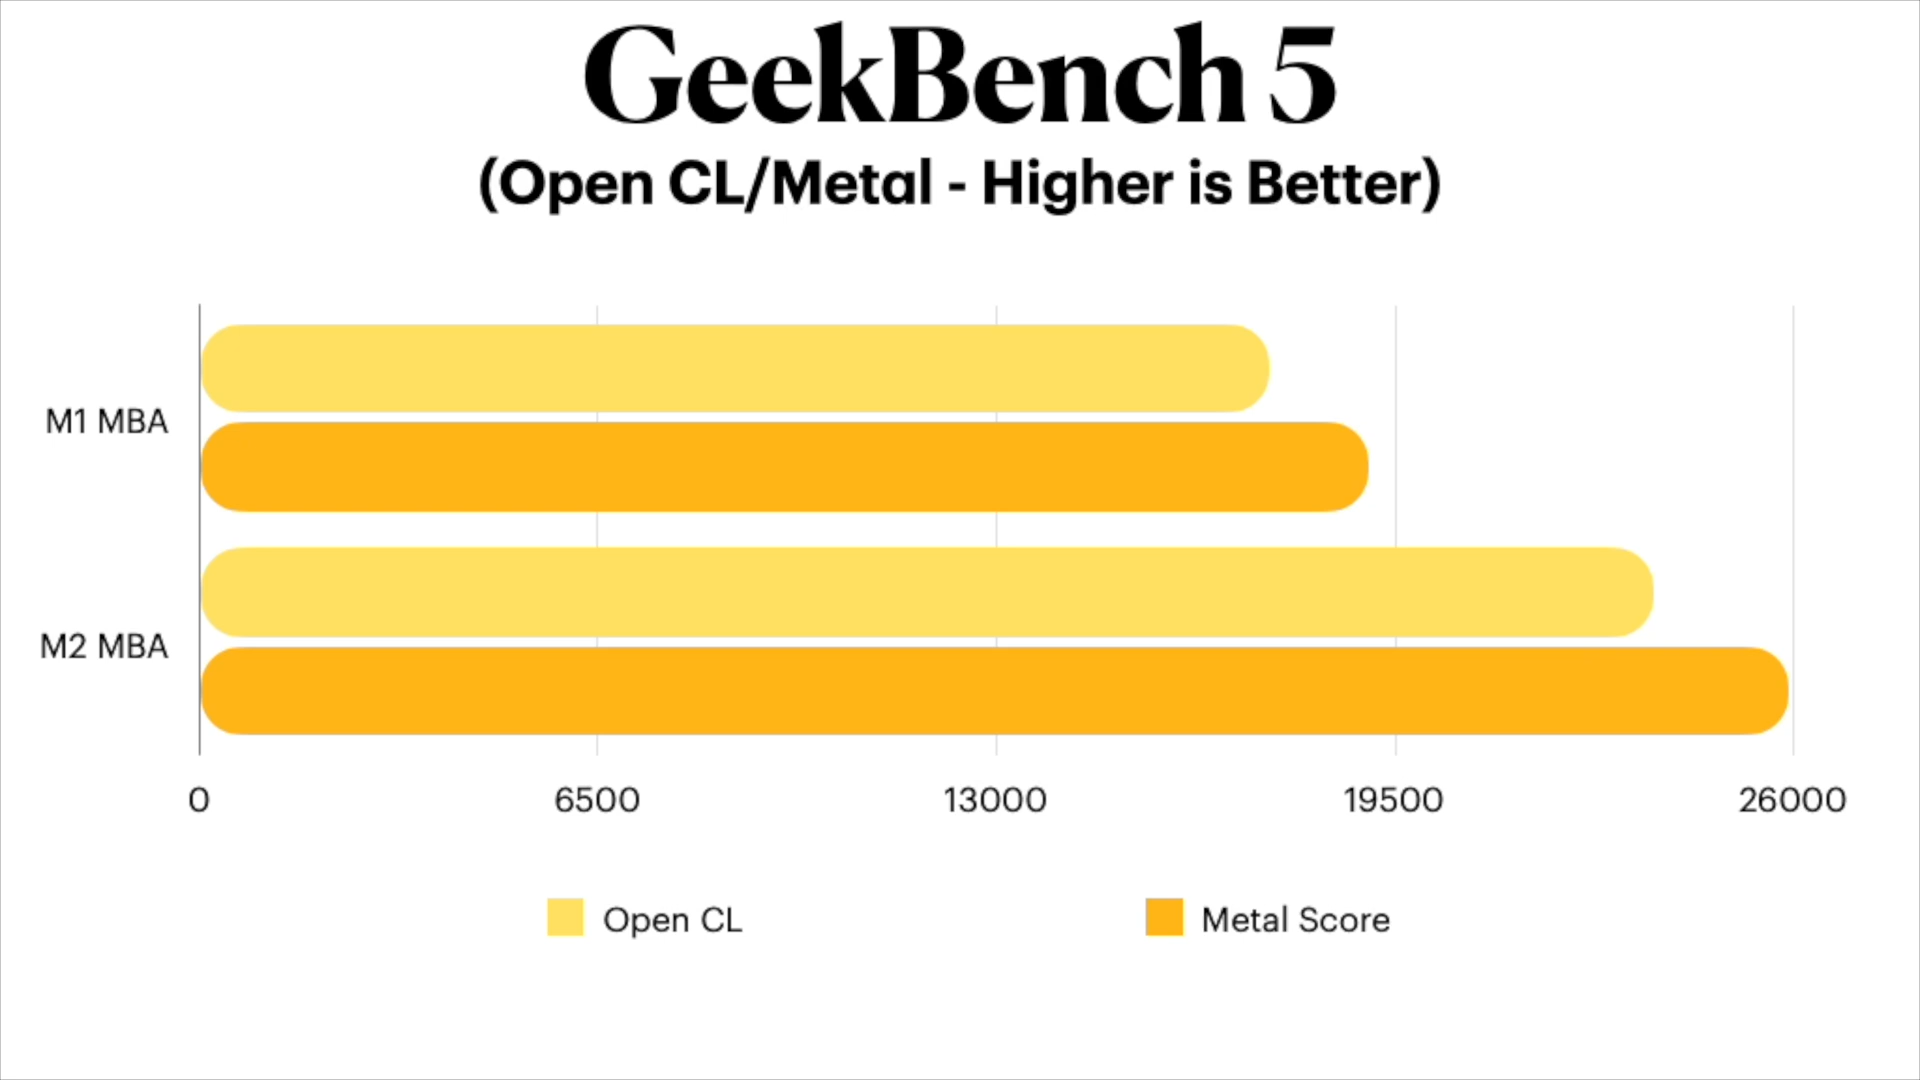 GeekBench 5
(Open CL/Metal - Higher is Better)
M1 MBA
M2 MBA
0 6500 13000 19500 26000
Open CL Metal Score